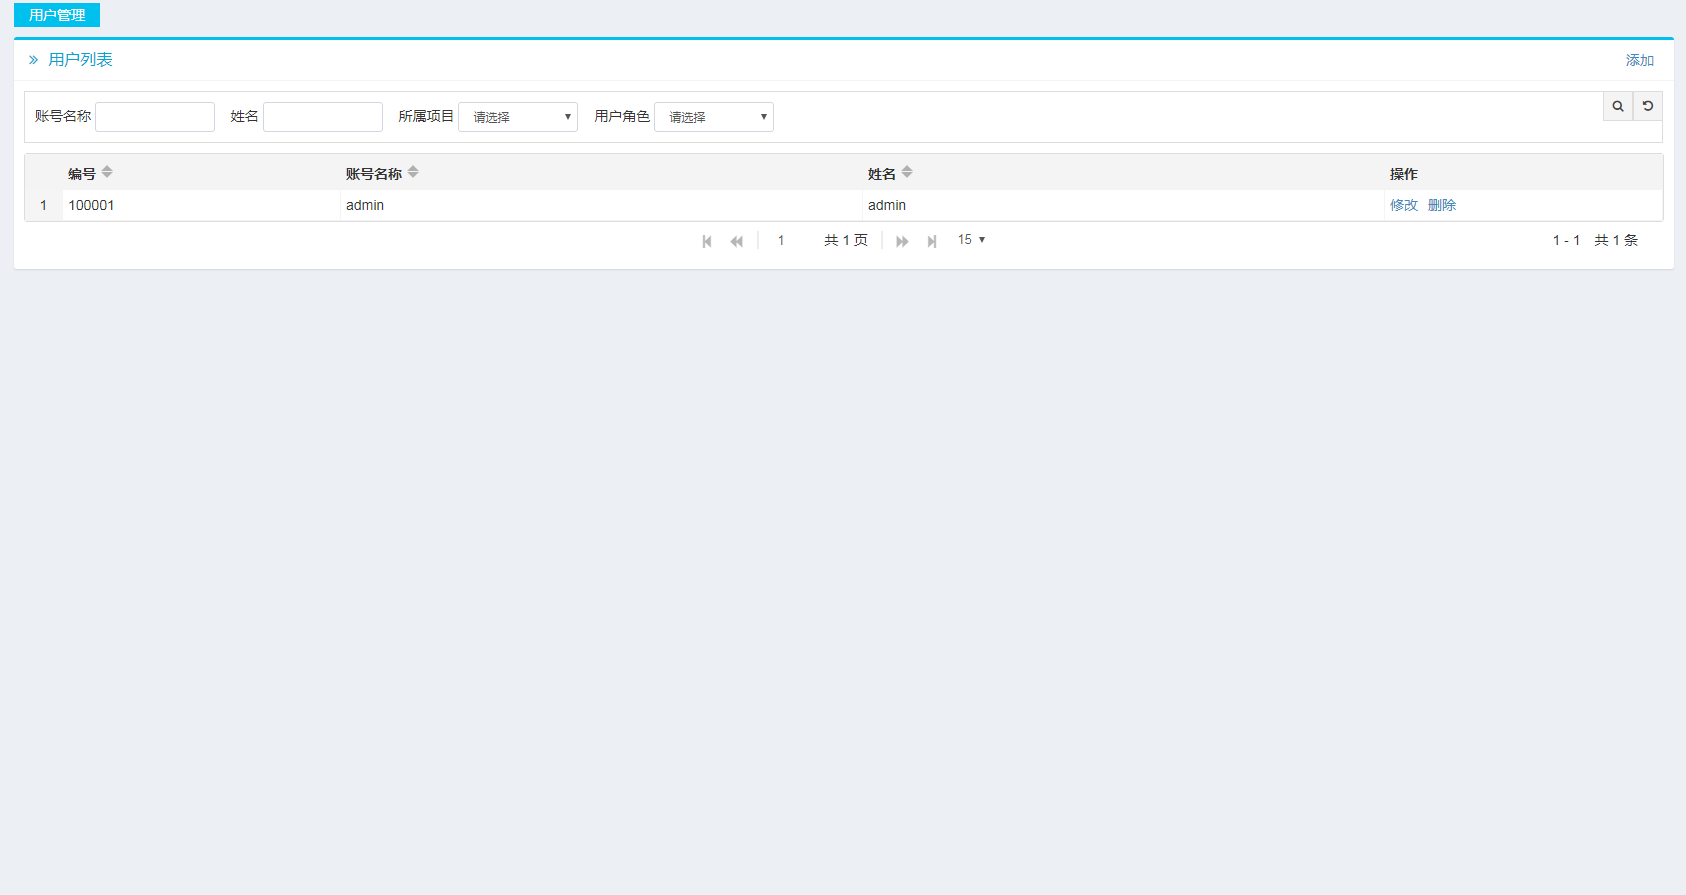 用户管理
用户列表 添加
账号名称 姓名 所属项目 请选择 用户角色 请选择
编号 账号名称 姓名 操作
1 100001 admin admin 修改 删除
1 共 1 页 15 1 - 1 共 1 条